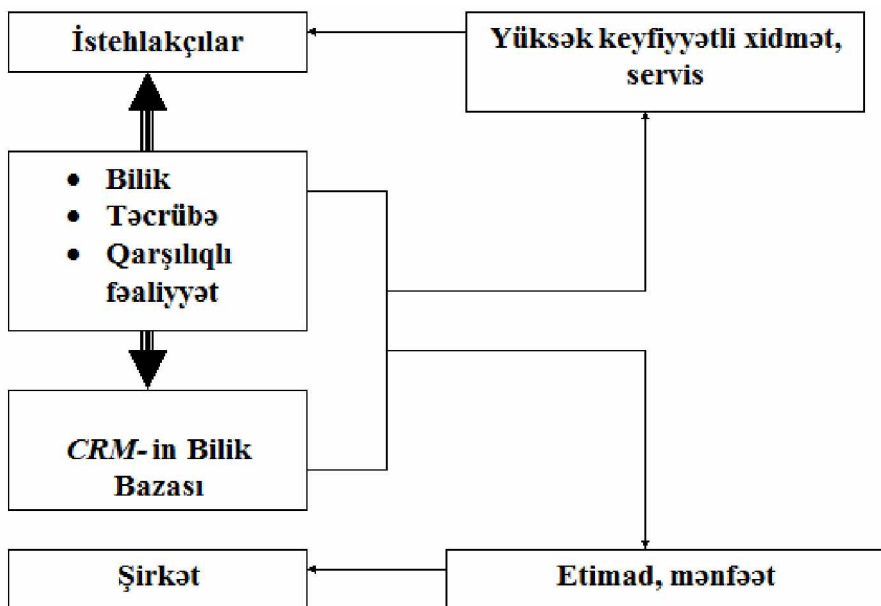 İstehlakçılar
Yüksək keyfiyyətli xidmət,
servis
• Bilik
• Təcrübə
• Qarşılıqlı
fəaliyyət
CRM- in Bilik
Bazası
Şirkət
Etimad, mənfəət